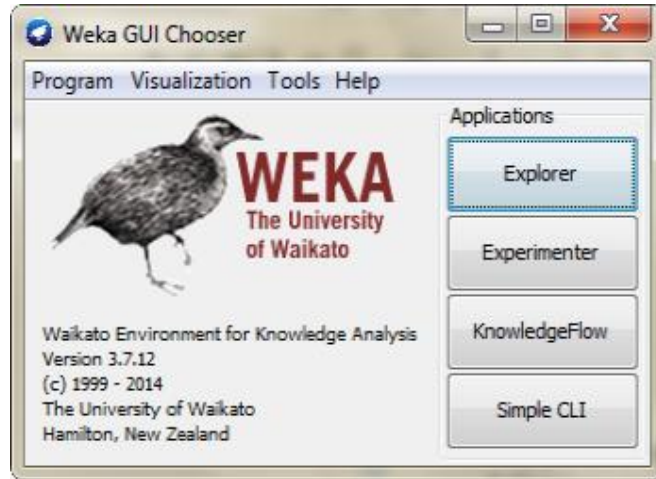 Weka GUI Chooser
Program Visualization Tools Help
Applications
WEKA
The University
of Waikato
Explorer
Experimenter
KnowledgeFlow
Simple CLI
Waikato Environment for Knowledge Analysis
Version 3.7.12
(c) 1999 - 2014
The University of Waikato
Hamilton, New Zealand